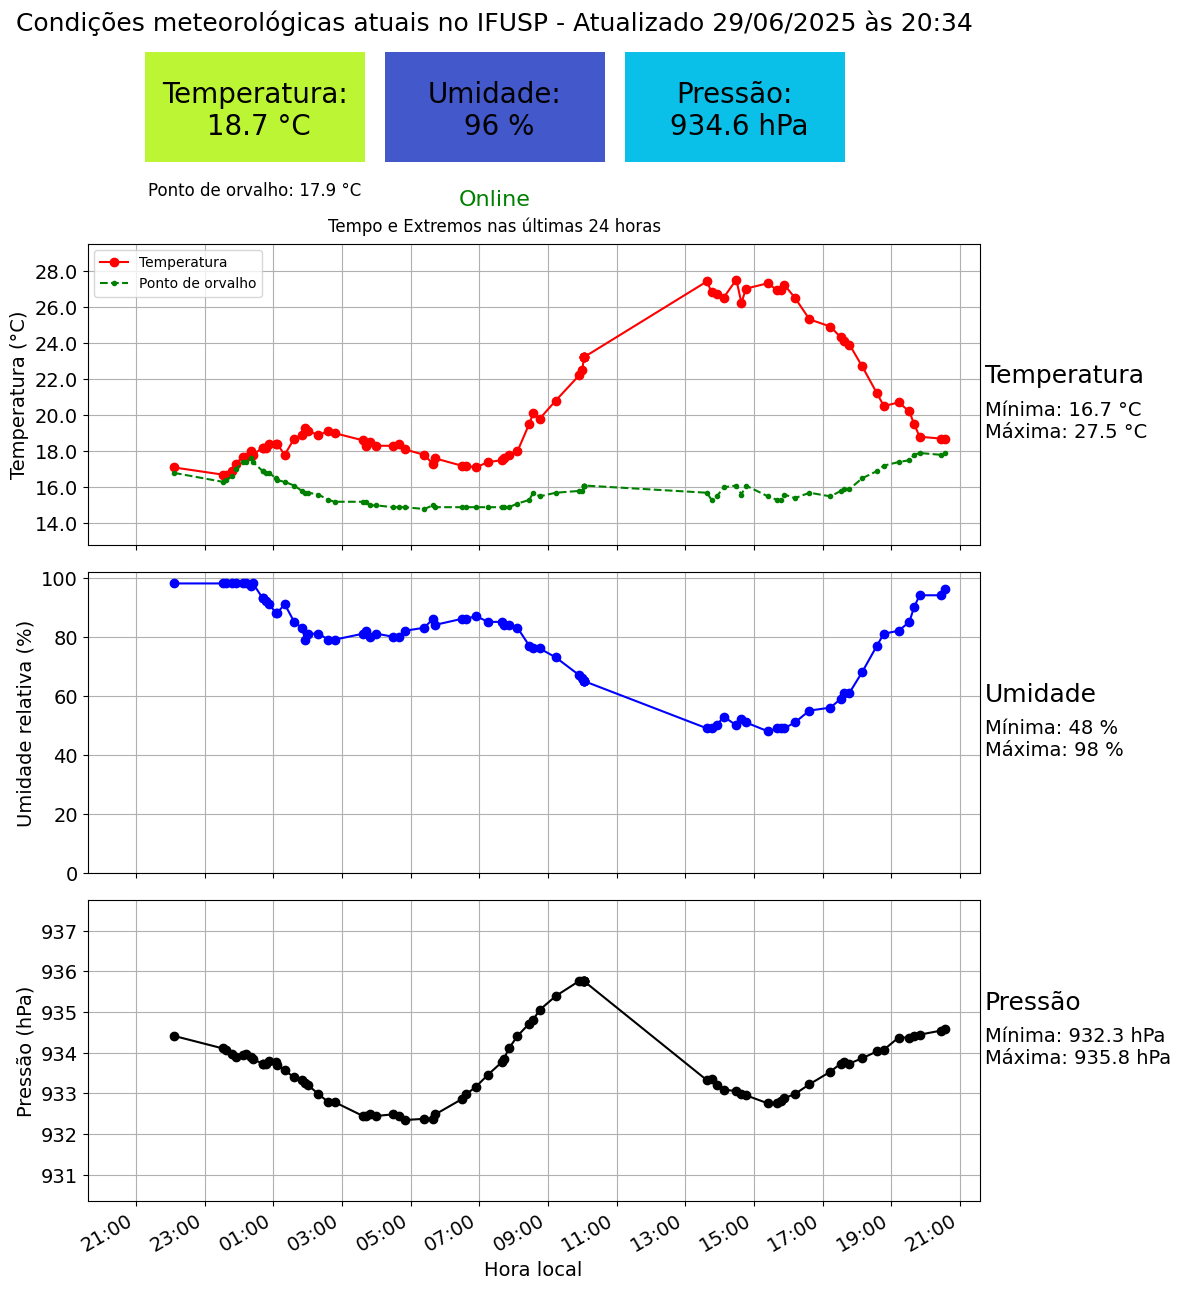 Condições meteorológicas atuais no IFUSP - Atualizado 29/06/2025 às 20:34
Temperatura:
18.7 °C
Umidade:
96 %
Pressão:
934.6 hPa
Ponto de orvalho: 17.9 °C
Online
Tempo e Extremos nas últimas 24 horas
Temperatura
Ponto de orvalho
Temperatura (°C)
28.0
26.0
24.0
22.0
20.0
18.0
16.0
14.0
Temperatura
Mínima: 16.7 °C
Máxima: 27.5 °C
Umidade relativa (%)
100
80
60
40
20
0
Umidade
Mínima: 48 %
Máxima: 98 %
Pressão (hPa)
937
936
935
934
933
932
931
Pressão
Mínima: 932.3 hPa
Máxima: 935.8 hPa
21:00 23:00 01:00 03:00 05:00 07:00 09:00 11:00 13:00 15:00 17:00 19:00 21:00
Hora local